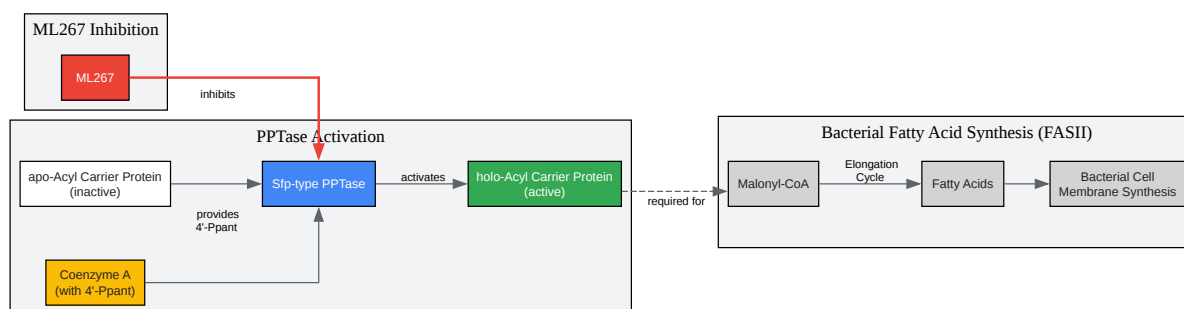 ML267 Inhibition
ML267
inhibits
PPTase Activation
apo-Acyl Carrier Protein
(inactive)
Sfp-type PPTase
activates
holo-Acyl Carrier Protein
(active)
provides
4'-Ppant
Coenzyme A
(with 4'-Ppant)
required for
Bacterial Fatty Acid Synthesis (FASII)
Malonyl-CoA
Elongation
Cycle
Fatty Acids
Bacterial Cell
Membrane Synthesis